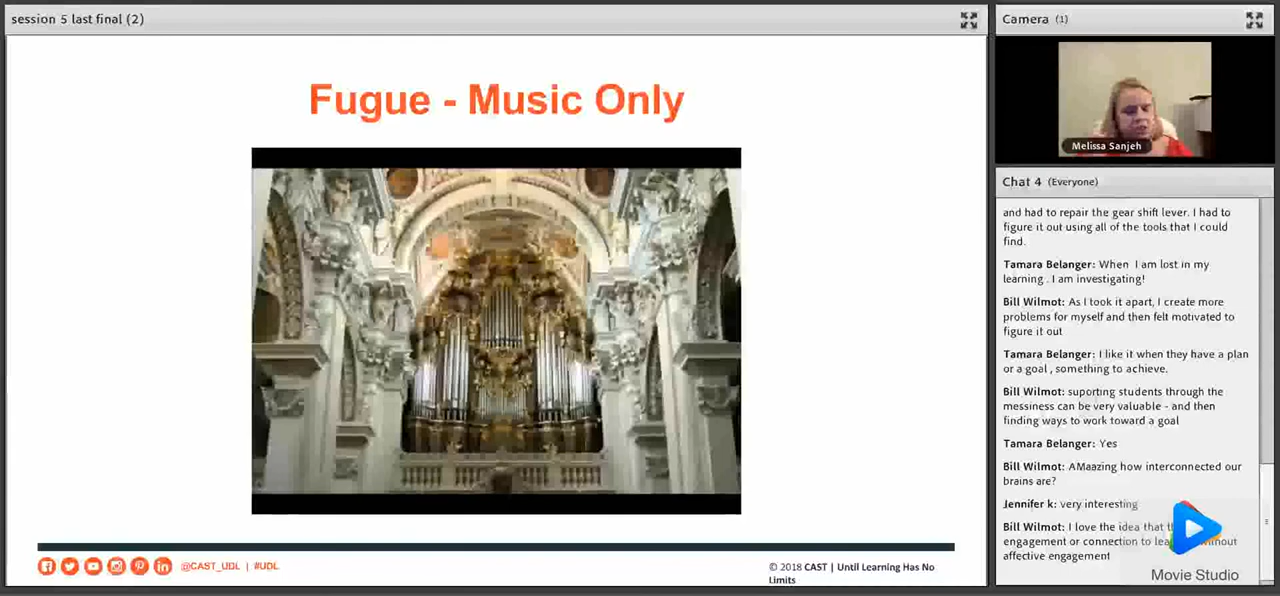 session 5 last final (2)
Fugue - Music Only
@CAST_UDL | #UDL
© 2018 CAST | Until Learning Has No
Limits
Camera (1)
Melissa Sanjeh
Chat 4 (Everyone)
and had to repair the gear shift lever. I had to
figure it out using all of the tools that I could
find.
Tamara Belanger: When I am lost in my
learning . I am investigating!
Bill Wilmot: As I took it apart, I create more
problems for myself and then felt motivated to
figure it out
Tamara Belanger: I like it when they have a plan
or a goal , something to achieve.
Bill Wilmot: suporting students through the
messiness can be very valuable - and then
finding ways to work toward a goal
Tamara Belanger: Yes
Bill Wilmot: AMaazing how interconnected our
brains are?
Jennifer k: very interesting
Bill Wilmot: I love the idea that
engagement or connection to
affective engagement
Movie Studio